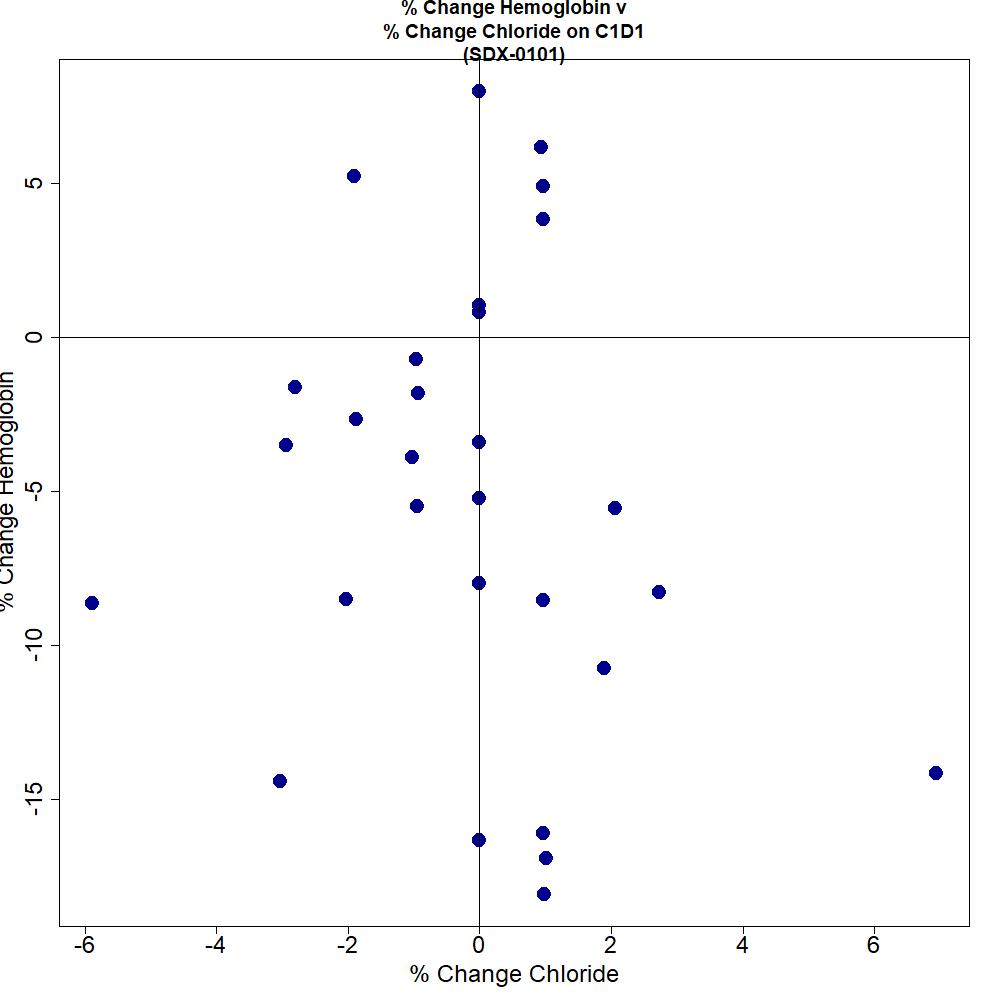 % Change Hemoglobin v
% Change Chloride on C1D1
(SDX-0101)
% Change Hemoglobin
5
0
-5
-10
-15
-6
-4
-2
0
2
4
6
% Change Chloride